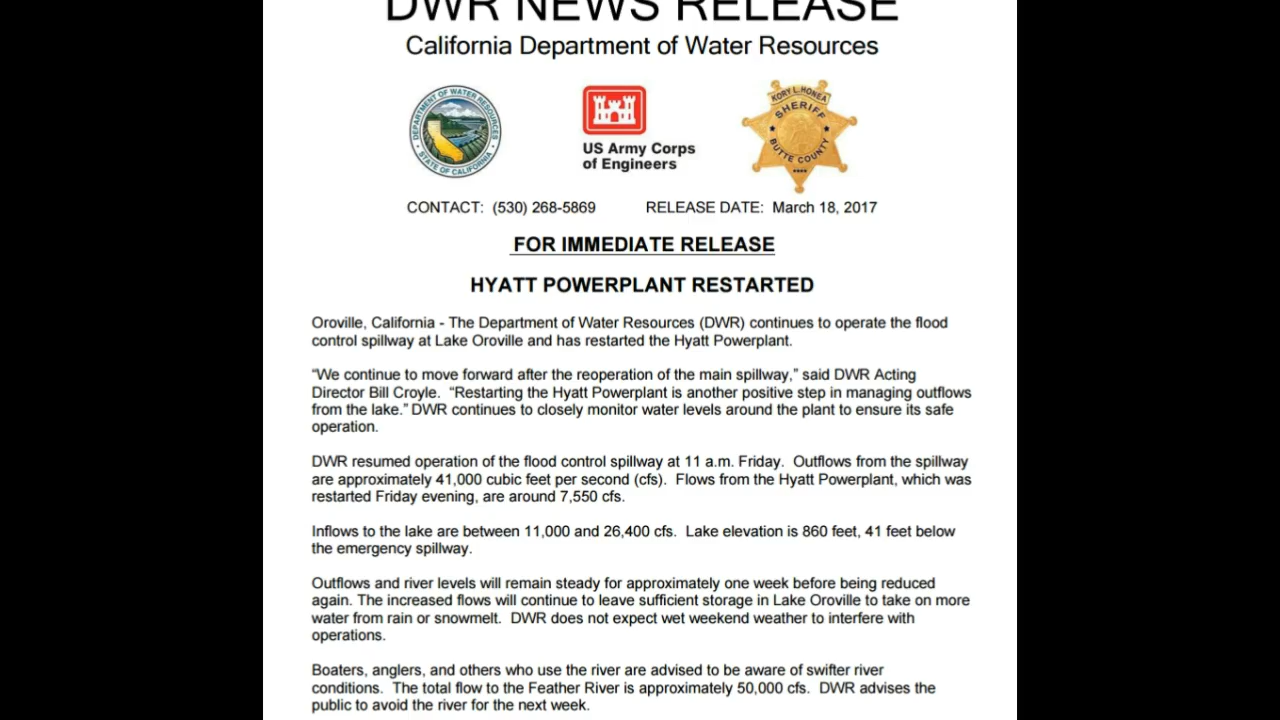 DWR NEWS RELEASE
California Department of Water Resources
DEPARTMENT OF WATER RESOURCES
STATE OF CALIFORNIA
US Army Corps
of Engineers
KORY L. HONEA
SHERIFF
BUTTE COUNTY
CONTACT: (530) 268-5869 RELEASE DATE: March 18, 2017
FOR IMMEDIATE RELEASE
HYATT POWERPLANT RESTARTED
Oroville, California - The Department of Water Resources (DWR) continues to operate the flood
control spillway at Lake Oroville and has restarted the Hyatt Powerplant.
“We continue to move forward after the reoperation of the main spillway,” said DWR Acting
Director Bill Croyle. “Restarting the Hyatt Powerplant is another positive step in managing outflows
from the lake.” DWR continues to closely monitor water levels around the plant to ensure its safe
operation.
DWR resumed operation of the flood control spillway at 11 a.m. Friday. Outflows from the spillway
are approximately 41,000 cubic feet per second (cfs). Flows from the Hyatt Powerplant, which was
restarted Friday evening, are around 7,550 cfs.
Inflows to the lake are between 11,000 and 26,400 cfs. Lake elevation is 860 feet, 41 feet below
the emergency spillway.
Outflows and river levels will remain steady for approximately one week before being reduced
again. The increased flows will continue to leave sufficient storage in Lake Oroville to take on more
water from rain or snowmelt. DWR does not expect wet weekend weather to interfere with
operations.
Boaters, anglers, and others who use the river are advised to be aware of swifter river
conditions. The total flow to the Feather River is approximately 50,000 cfs. DWR advises the
public to avoid the river for the next week.